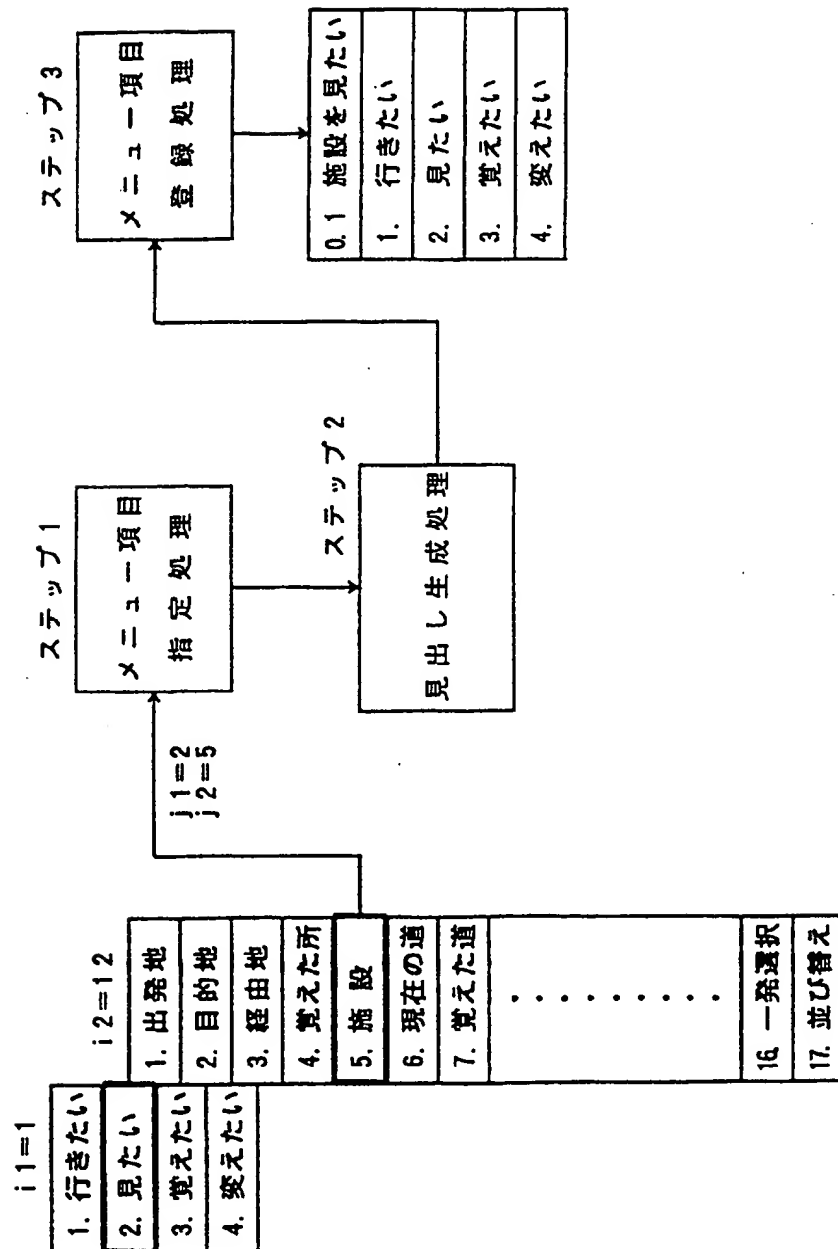 i1=1
1. 行きたい
2. 見たい
3. 覚えたい
4. 変えたい
i2=12
1. 出発地
2. 目的地
3. 経由地
4. 覚えた所
5. 施設
6. 現在の道
7. 覚えた道
・・・・・・・・・
16. 一発選択
17. 並び替え
j1=2
j2=5
ステップ1
メニュー項目
指定処理
ステップ2
見出し生成処理
ステップ3
メニュー項目
登録処理
0.1 施設を見たい
1. 行きたい
2. 見たい
3. 覚えたい
4. 変えたい